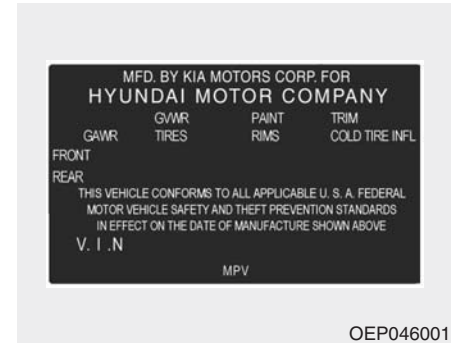 MFD. BY KIA MOTORS CORP. FOR
HYUNDAI MOTOR COMPANY
GVWR PAINT TRIM
GAWR TIRES RIMS COLD TIRE INFL
FRONT
REAR
THIS VEHICLE CONFORMS TO ALL APPLICABLE U. S. A. FEDERAL
MOTOR VEHICLE SAFETY AND THEFT PREVENTION STANDARDS
IN EFFECT ON THE DATE OF MANUFACTURE SHOWN ABOVE
V. I .N
MPV
OEP046001